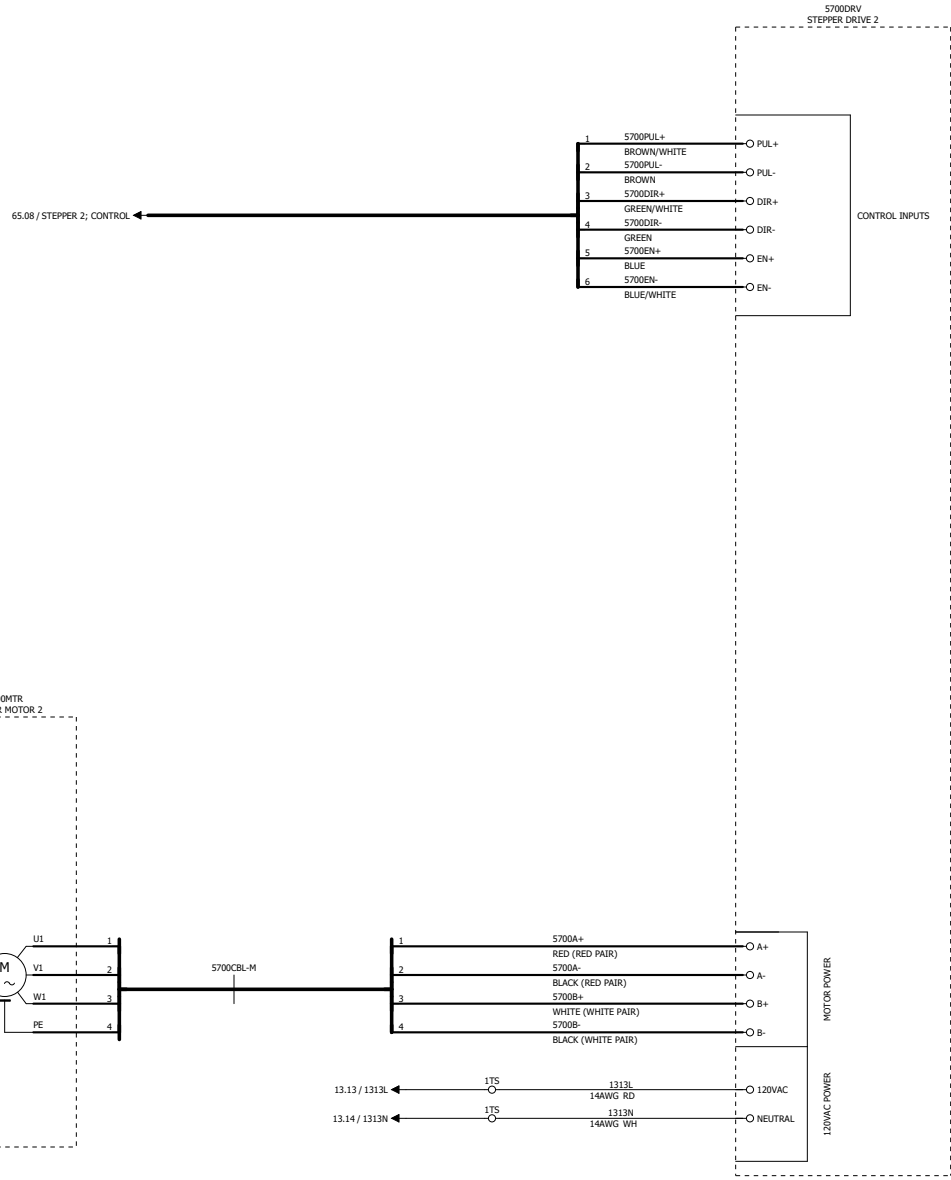 5700DRV
STEPPER DRIVE 2
1
5700PUL+
BROWN/WHITE
PUL+
2
5700PUL-
BROWN
PUL-
3
5700DIR+
GREEN/WHITE
DIR+
4
5700DIR-
GREEN
DIR-
5
5700EN+
BLUE
EN+
6
5700EN-
BLUE/WHITE
EN-
CONTROL INPUTS
65.08 / STEPPER 2; CONTROL
0MTR
R MOTOR 2
M
~
U1
1
V1
2
W1
3
PE
4
5700CBL-M
1
5700A+
RED (RED PAIR)
A+
2
5700A-
BLACK (RED PAIR)
A-
3
5700B+
WHITE (WHITE PAIR)
B+
4
5700B-
BLACK (WHITE PAIR)
B-
MOTOR POWER
13.13 / 1313L
1TS
1313L
14AWG RD
120VAC
13.14 / 1313N
1TS
1313N
14AWG WH
NEUTRAL
120VAC POWER